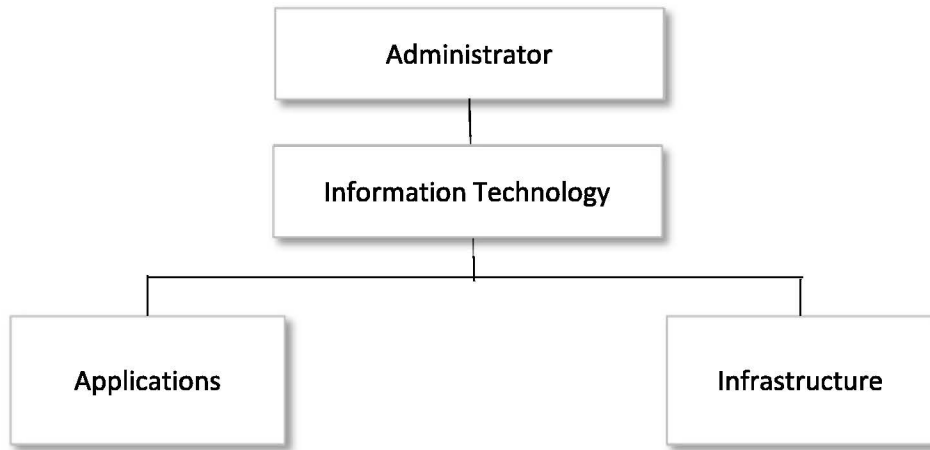 Administrator
Information Technology
Applications
Infrastructure